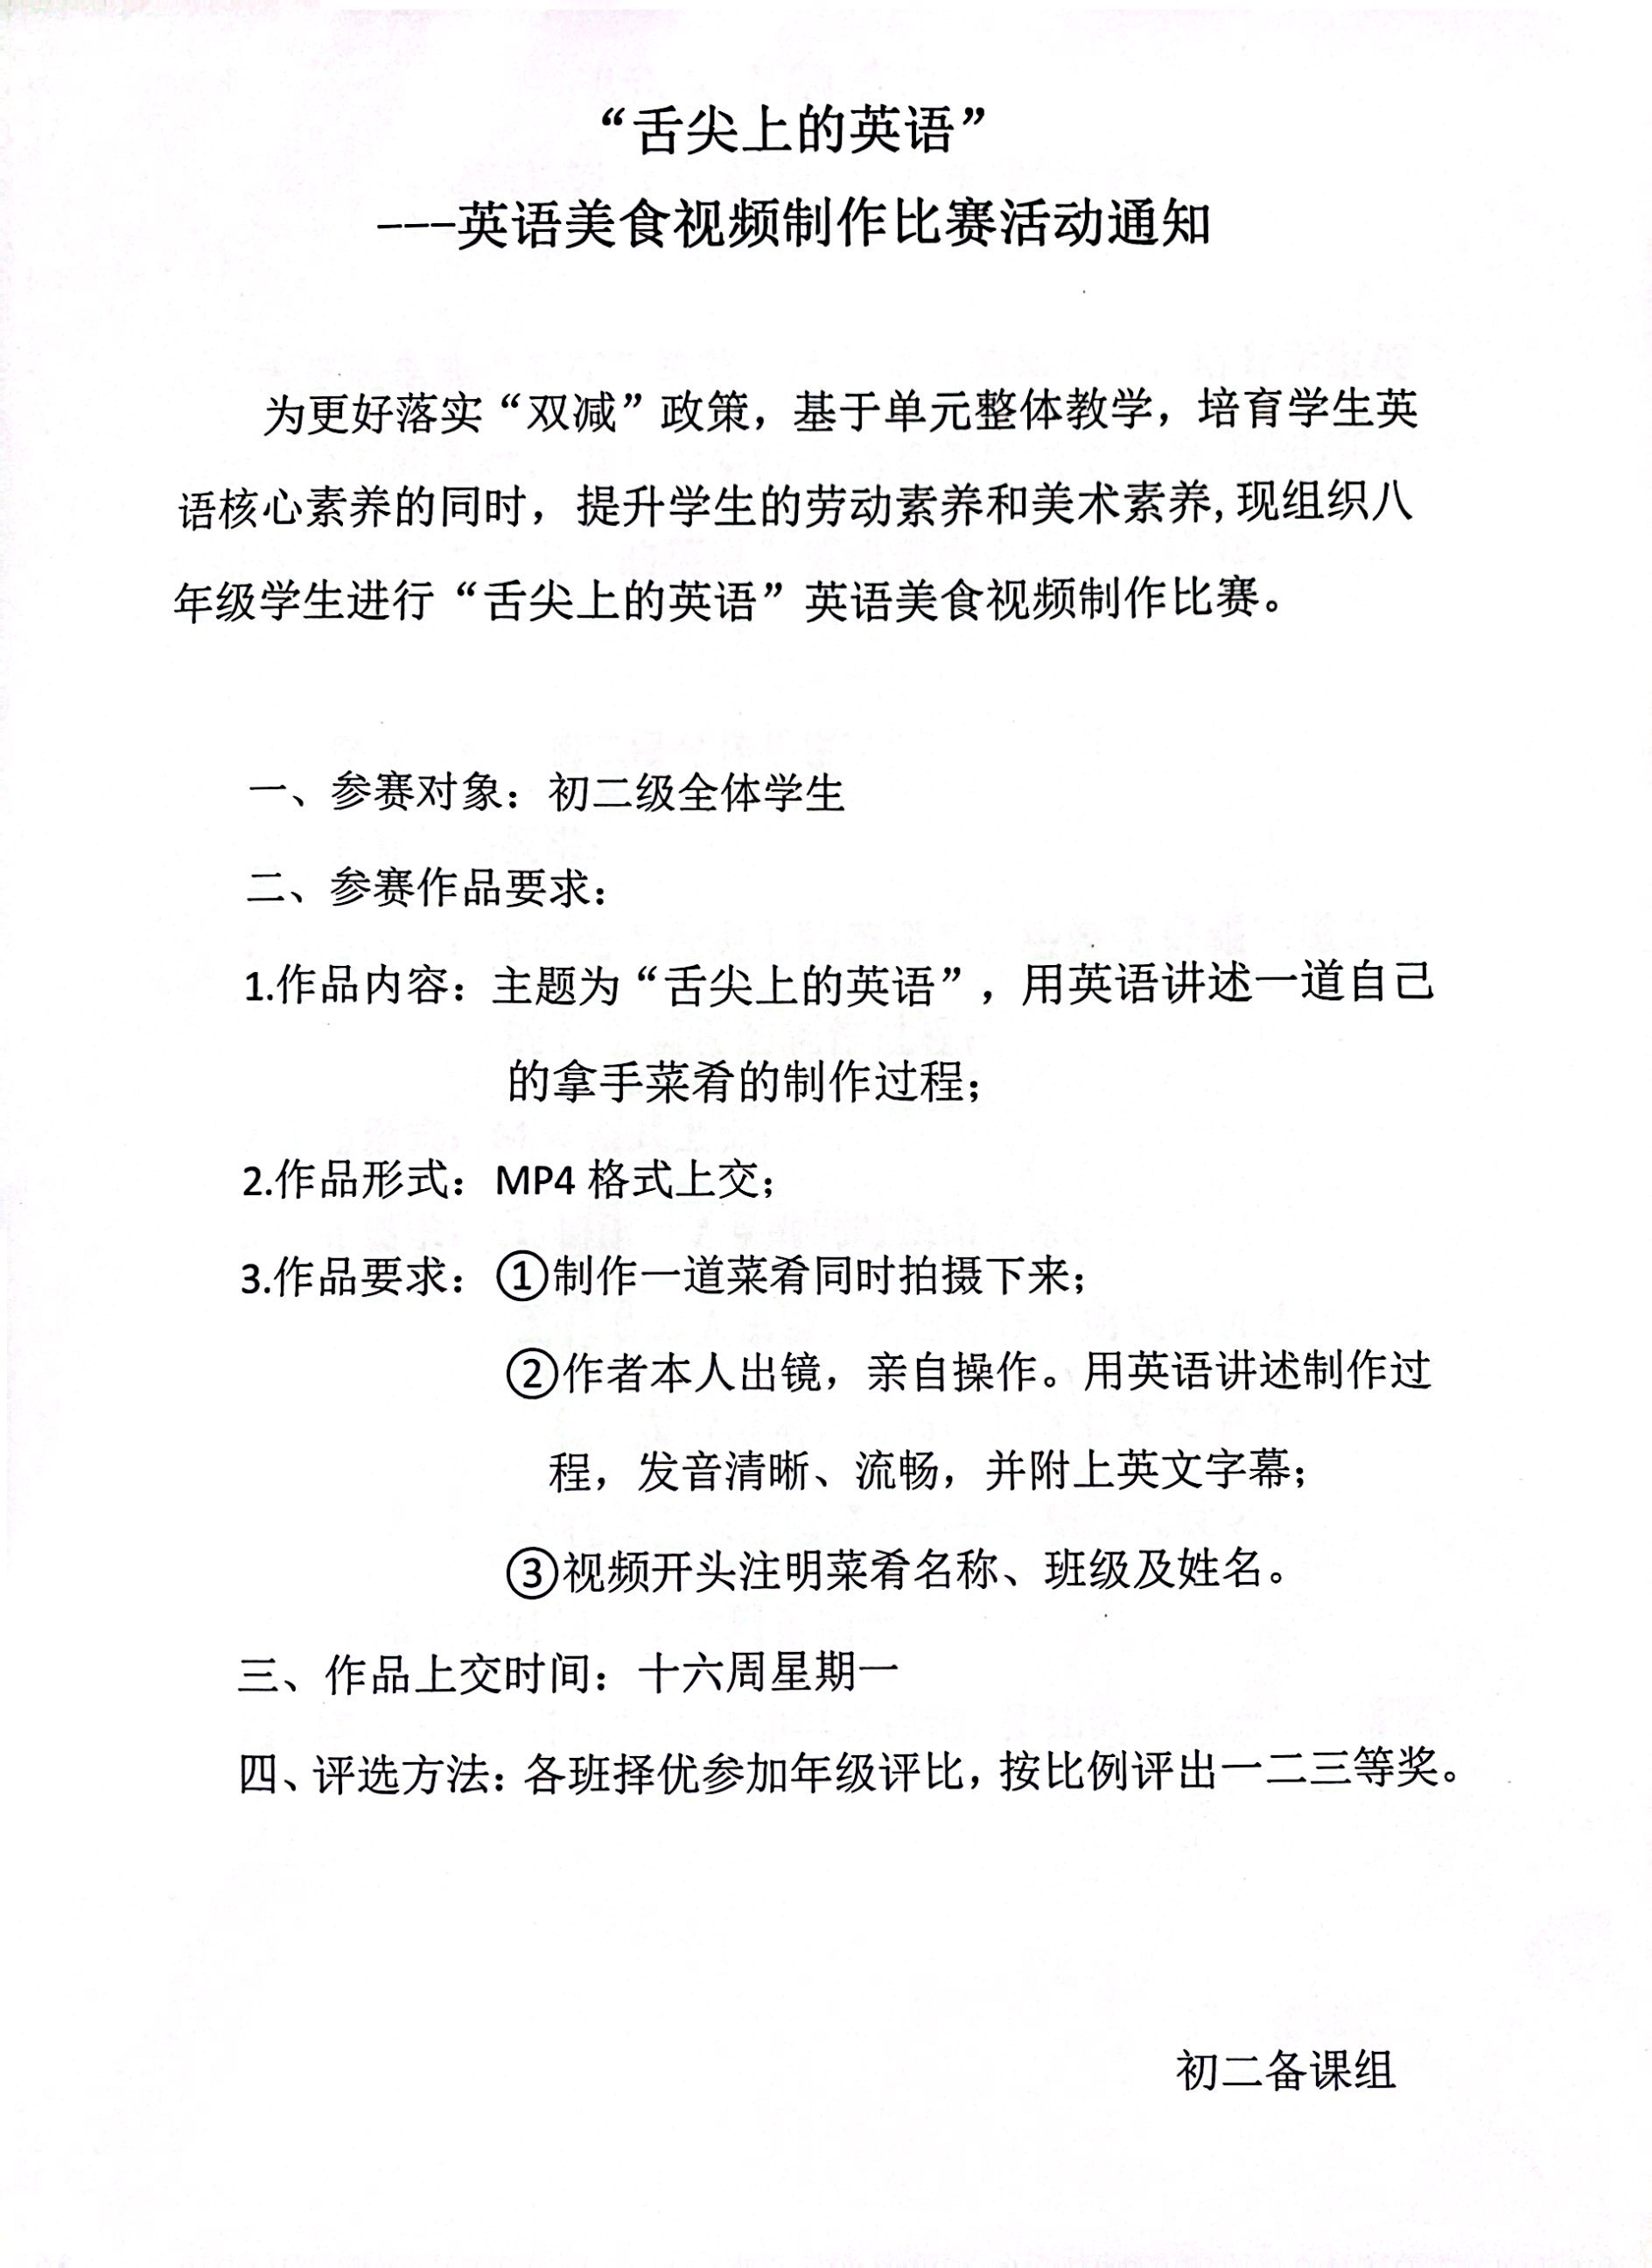 “舌尖上的英语”
---英语美食视频制作比赛活动通知
为更好落实“双减”政策，基于单元整体教学，培育学生英
语核心素养的同时，提升学生的劳动素养和美术素养,现组织八
年级学生进行“舌尖上的英语”英语美食视频制作比赛。
一、参赛对象：初二级全体学生
二、参赛作品要求：
1.作品内容：主题为“舌尖上的英语”，用英语讲述一道自己
的拿手菜肴的制作过程；
2.作品形式：MP4 格式上交；
3.作品要求：①制作一道菜肴同时拍摄下来；
②作者本人出镜，亲自操作。用英语讲述制作过
程，发音清晰、流畅，并附上英文字幕；
③视频开头注明菜肴名称、班级及姓名。
三、作品上交时间：十六周星期一
四、评选方法：各班择优参加年级评比，按比例评出一二三等奖。
初二备课组